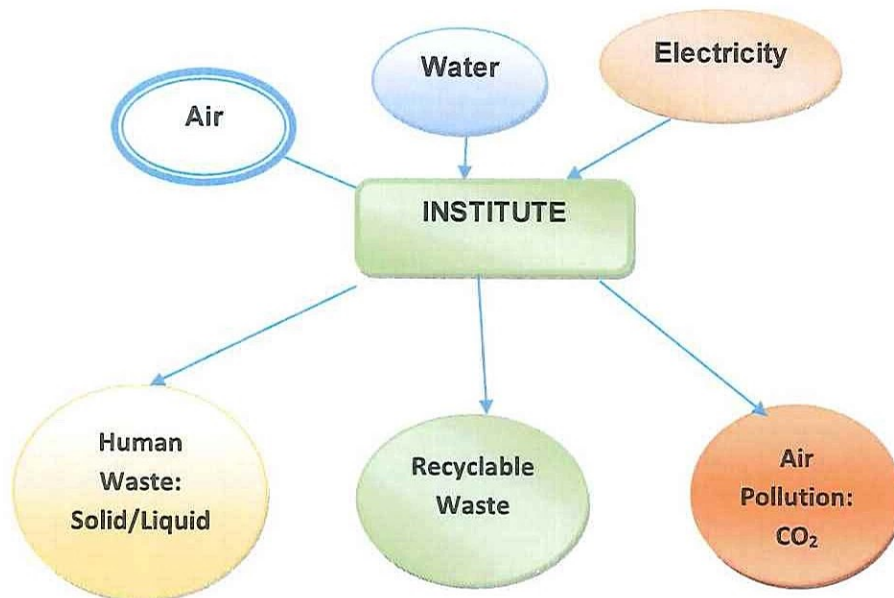 Air
Water
Electricity
INSTITUTE
Human
Waste:
Solid/Liquid
Recyclable
Waste
Air
Pollution:
CO₂